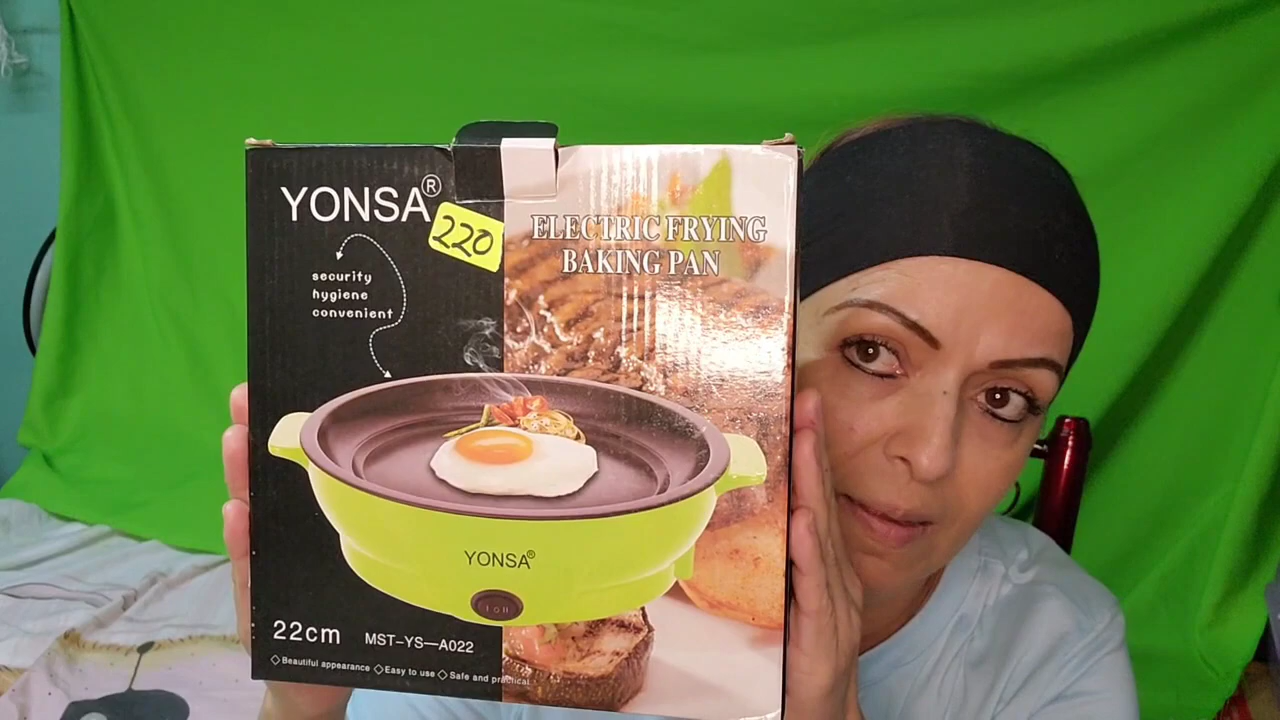 YONSA®
220
ELECTRIC FRYING
BAKING PAN
security
hygiene
convenient
YONSA®
22cm MST-YS—A022
◇Beautiful appearance ◇Easy to use ◇Safe and practical